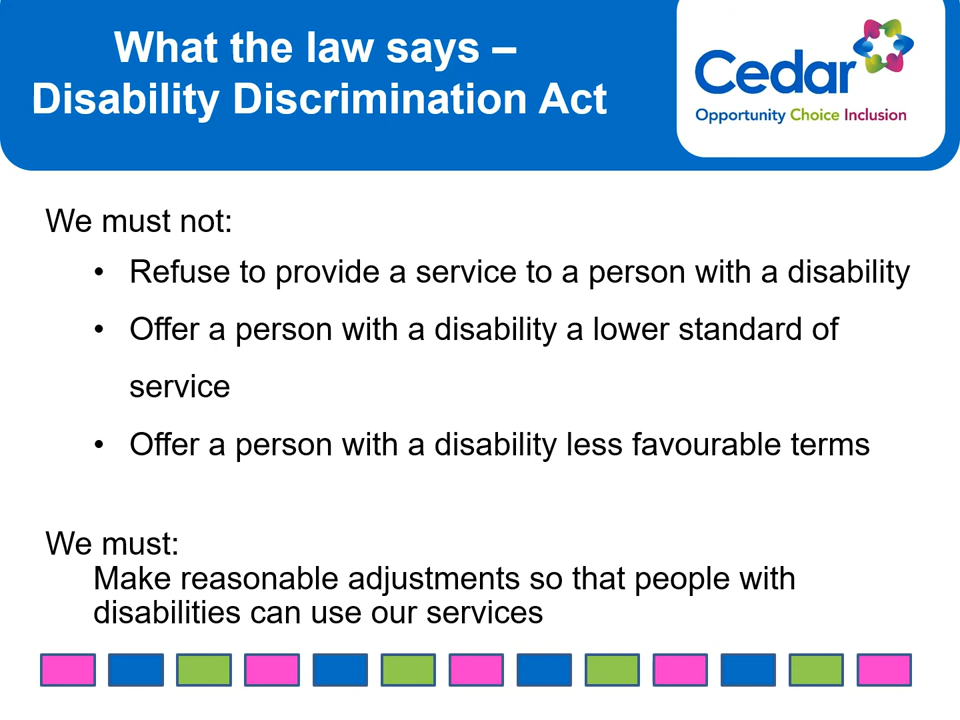 What the law says –
Disability Discrimination Act
Cedar
Opportunity Choice Inclusion
We must not:
• Refuse to provide a service to a person with a disability
• Offer a person with a disability a lower standard of
service
• Offer a person with a disability less favourable terms
We must:
Make reasonable adjustments so that people with
disabilities can use our services